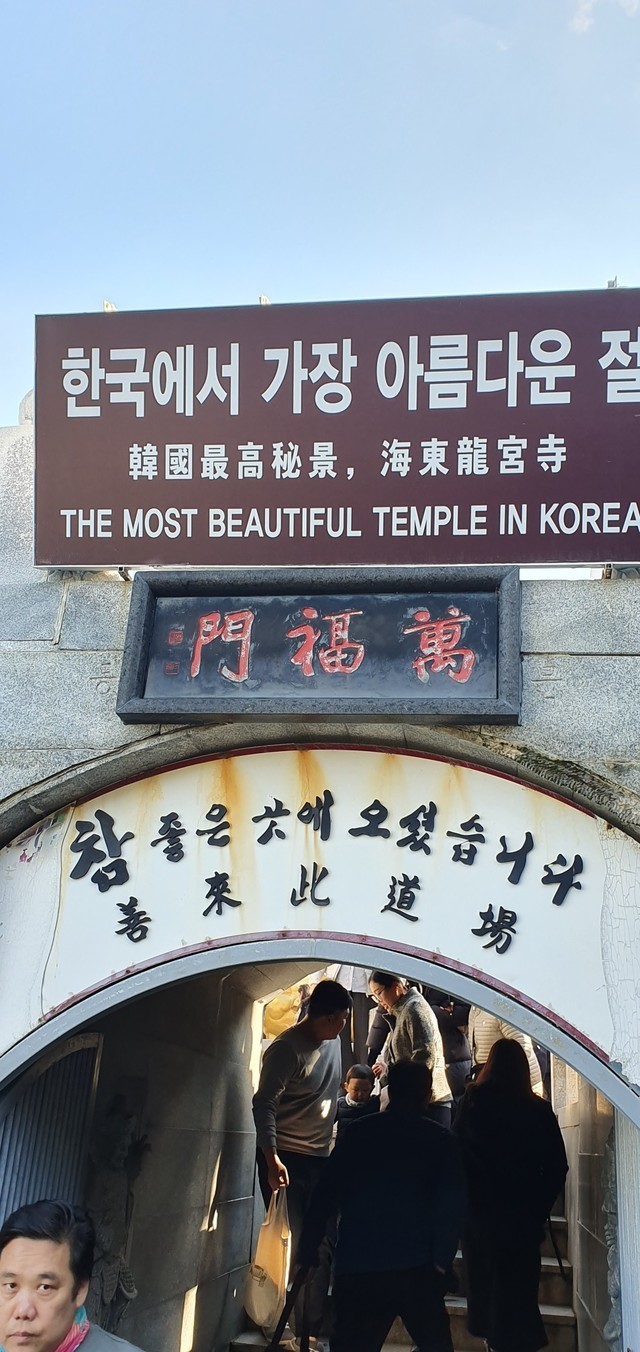 한국에서 가장 아름다운 절
韓國最高秘景, 海東龍宮寺
THE MOST BEAUTIFUL TEMPLE IN KOREA
門福萬
참 좋은 곳에 오셨습니다
善來此道場